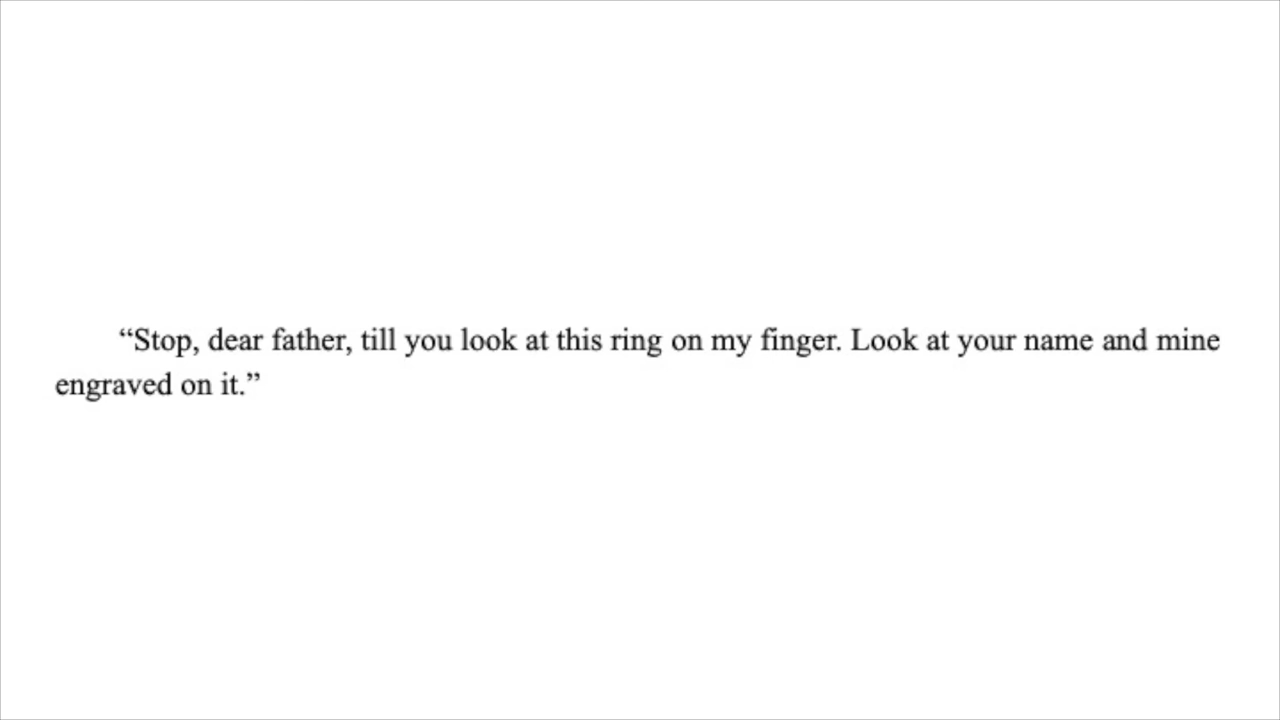 “Stop, dear father, till you look at this ring on my finger. Look at your name and mine
engraved on it.”